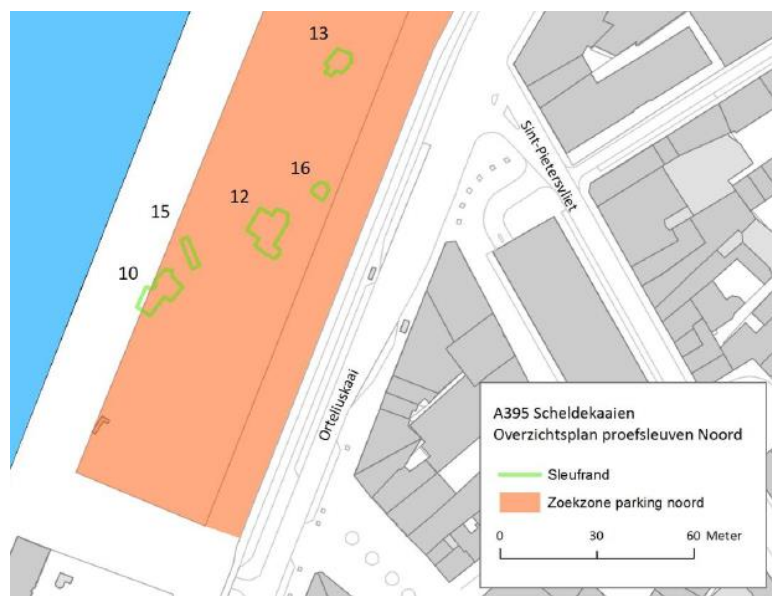 13
16
12
15
10
Sint-Pietersvliet
Orteliuskaai
A395 Scheldekaaien
Overzichtsplan proefsleuven Noord
Sleufrand
Zoekzone parking noord
0 30 60 Meter